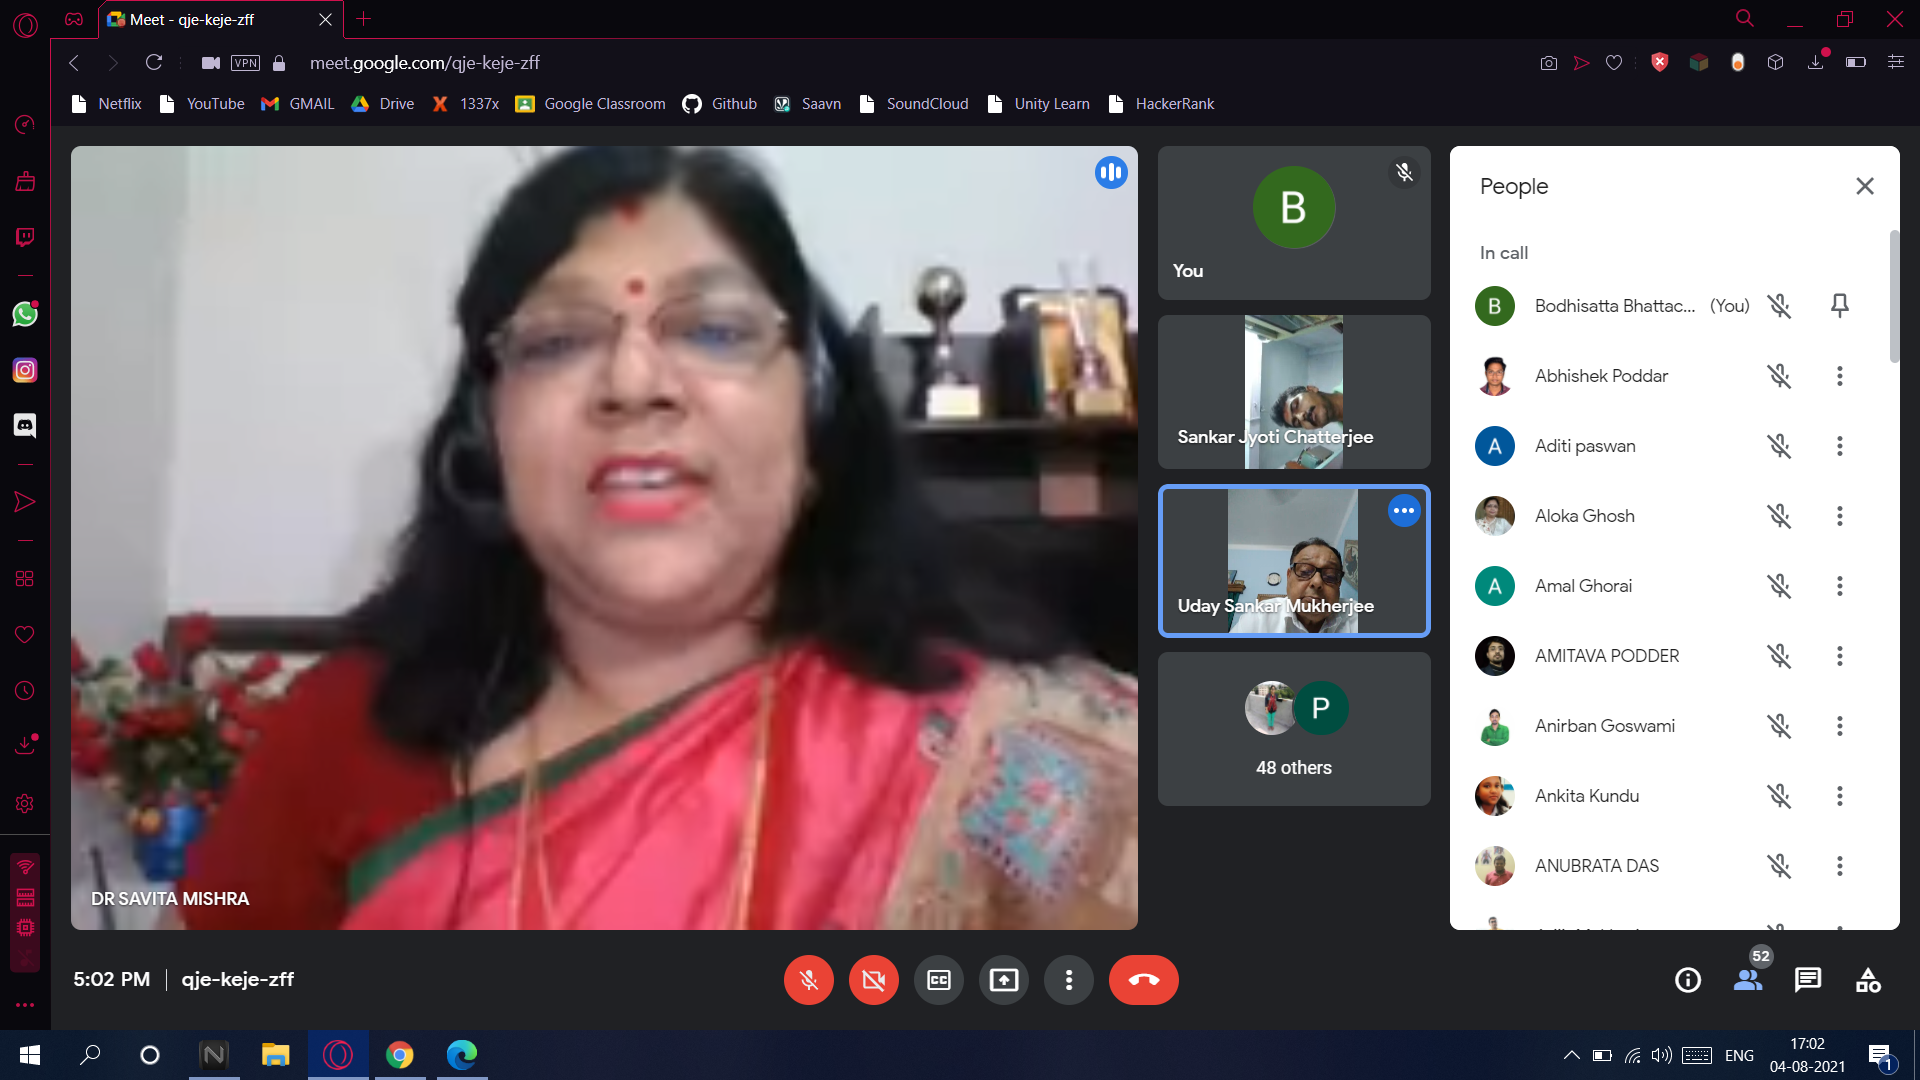 Meet - qje-keje-zff
VPN
meet.google.com/qje-keje-zff
Netflix
YouTube
GMAIL
Drive
1337x
Google Classroom
Github
Saavn
SoundCloud
Unity Learn
HackerRank
DR SAVITA MISHRA
B
You
Sankar Jyoti Chatterjee
Uday Sankar Mukherjee
P
48 others
People
In call
B Bodhisatta Bhattac... (You)
Abhishek Poddar
A Aditi paswan
Aloka Ghosh
A Amal Ghorai
AMITAVA PODDER
Anirban Goswami
Ankita Kundu
ANUBRATA DAS
5:02 PM | qje-keje-zff
CC
52
N
ENG
17:02
04-08-2021
1